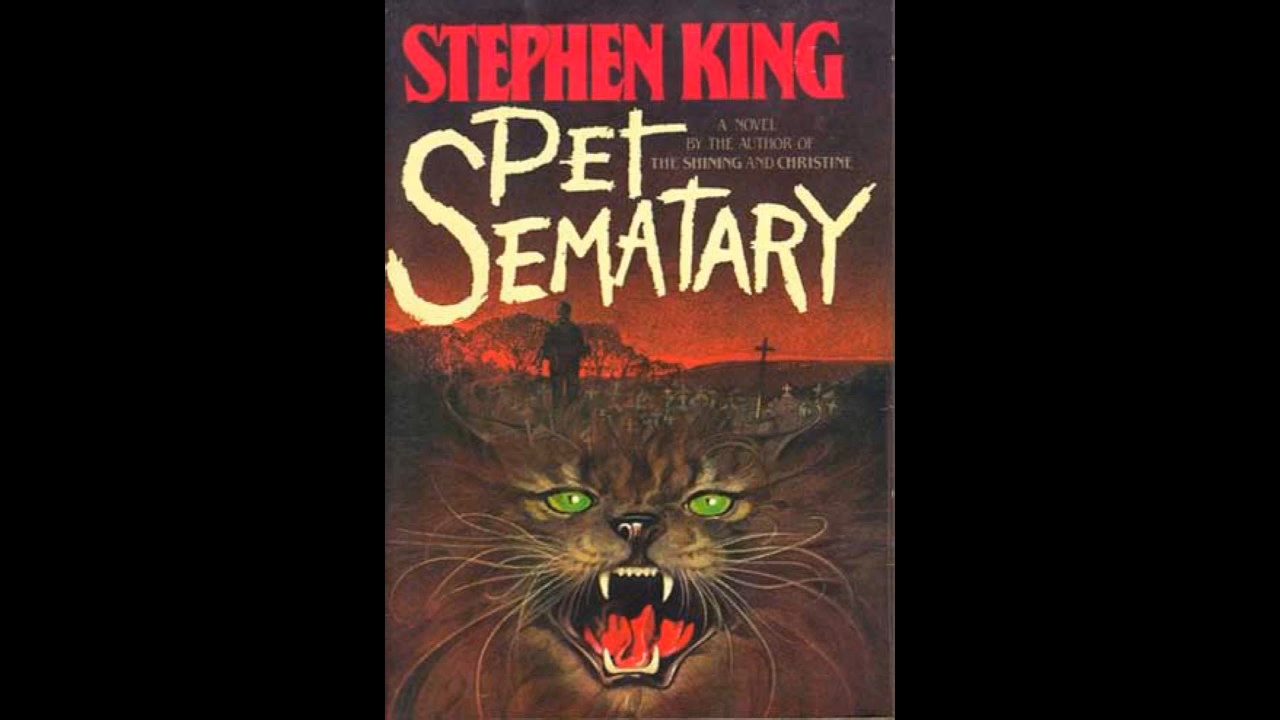 STEPHEN KING
PET
SEMATARY
A NOVEL
BY THE AUTHOR OF
THE SHINING AND CHRISTINE